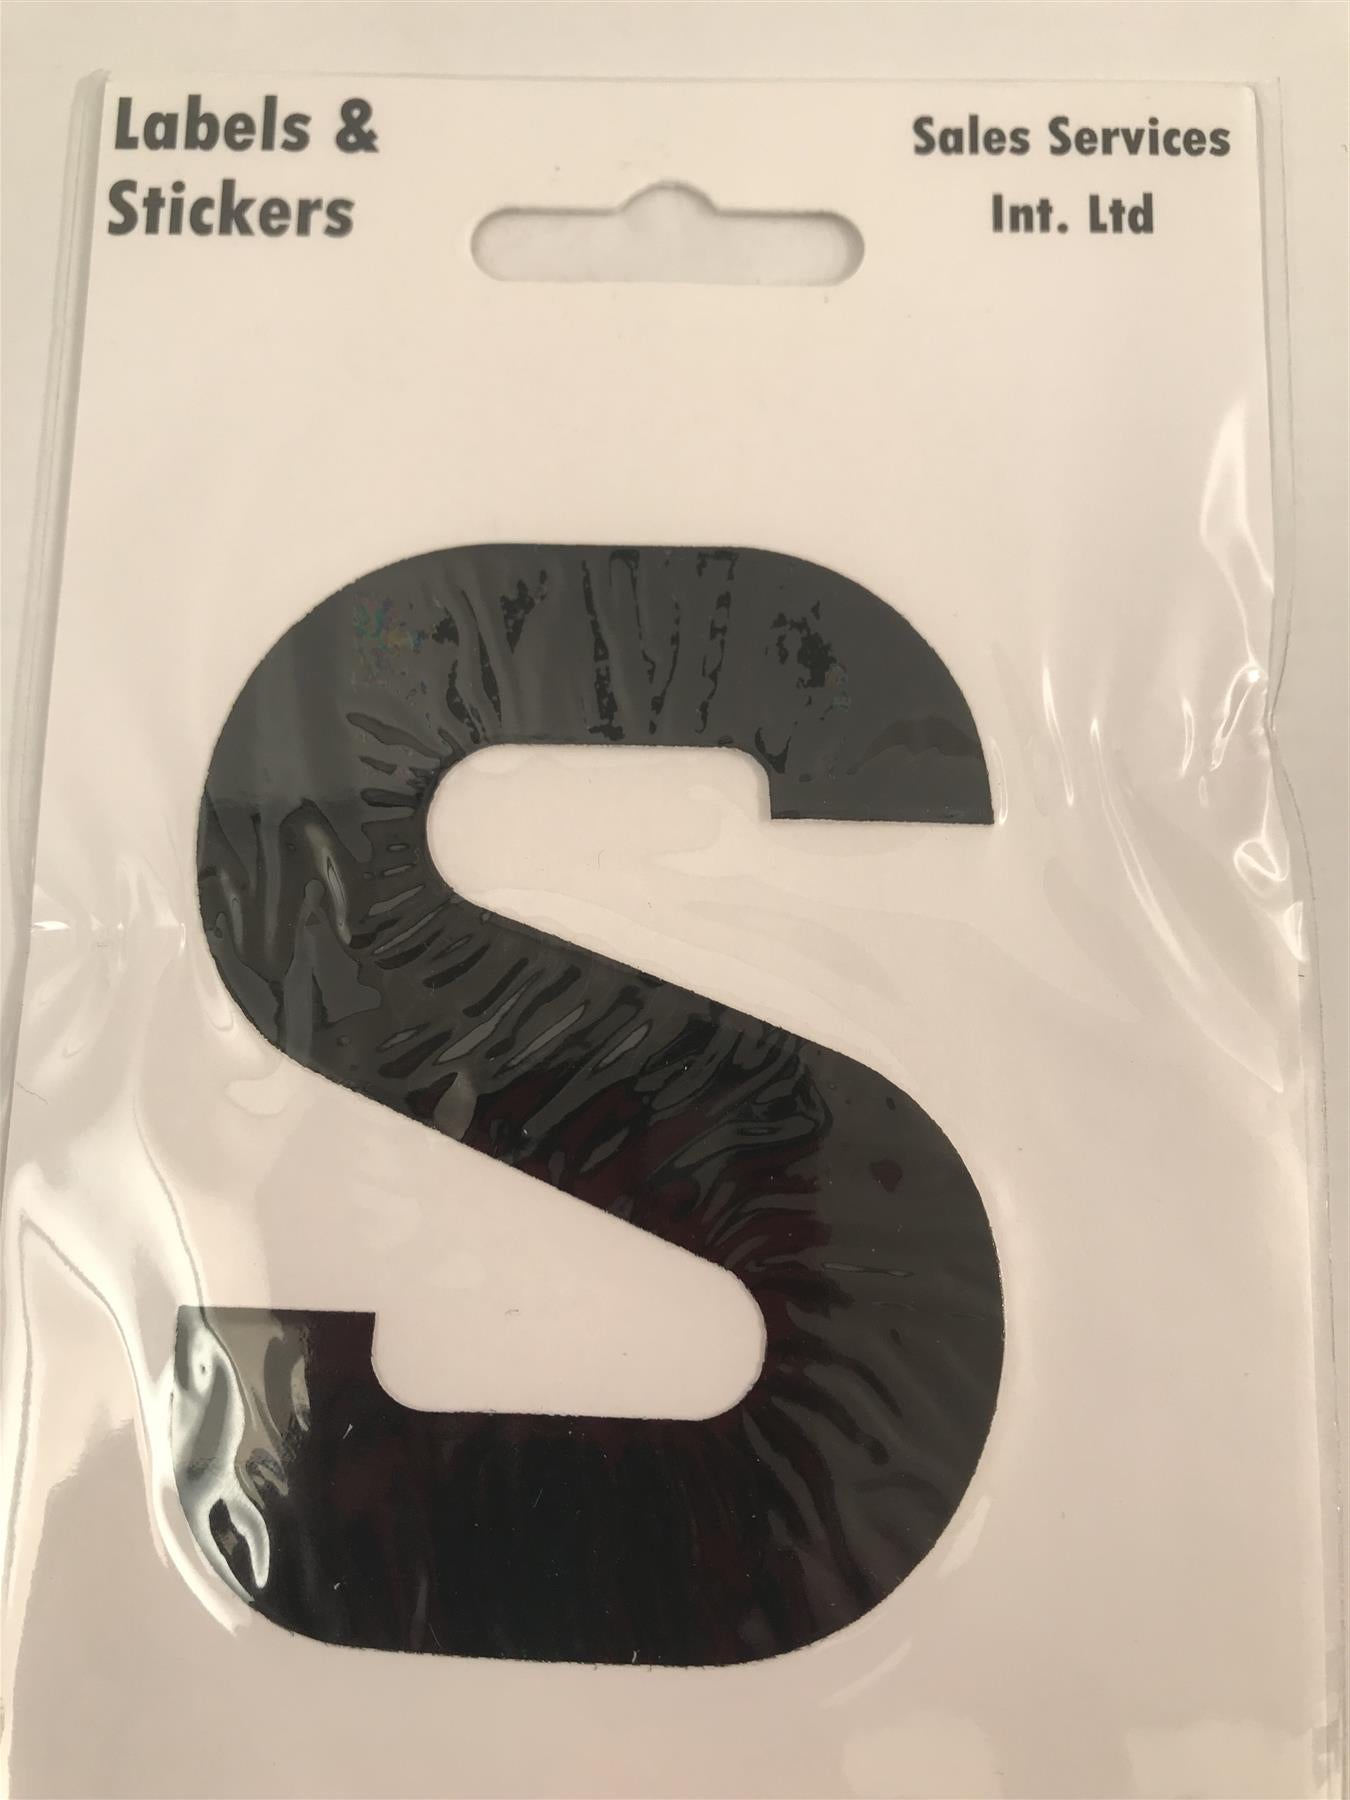 Labels &
Stickers
Sales Services
Int. Ltd
S